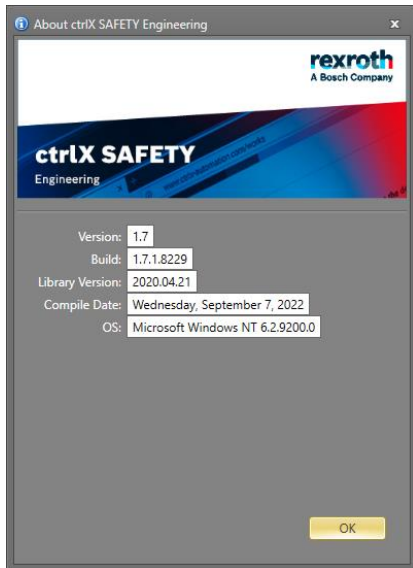 About ctrlX SAFETY Engineering
x
rexroth
A Bosch Company
ctrlX SAFETY
Engineering
Version: 1.7
Build: 1.7.1.8229
Library Version: 2020.04.21
Compile Date: Wednesday, September 7, 2022
OS: Microsoft Windows NT 6.2.9200.0
OK